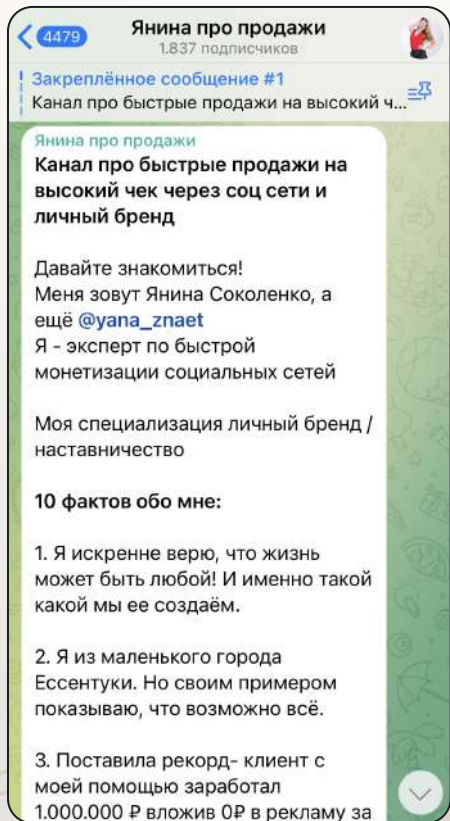 4479
Янина про продажи
1.837 подписчиков
Закреплённое сообщение #1
Канал про быстрые продажи на высокий ч...
Янина про продажи
Канал про быстрые продажи на
высокий чек через соц сети и
личный бренд
Давайте знакомиться!
Меня зовут Янина Соколенко, а
ещё @yana_znaet
Я - эксперт по быстрой
монетизации социальных сетей
Моя специализация личный бренд /
наставничество
10 фактов обо мне:
1. Я искренне верю, что жизнь
может быть любой! И именно такой
какой мы ее создаём.
2. Я из маленького города
Ессентуки. Но своим примером
показываю, что возможно всё.
3. Поставила рекорд- клиент с
моей помощью заработал
1.000.000 ₽ вложив 0₽ в рекламу за